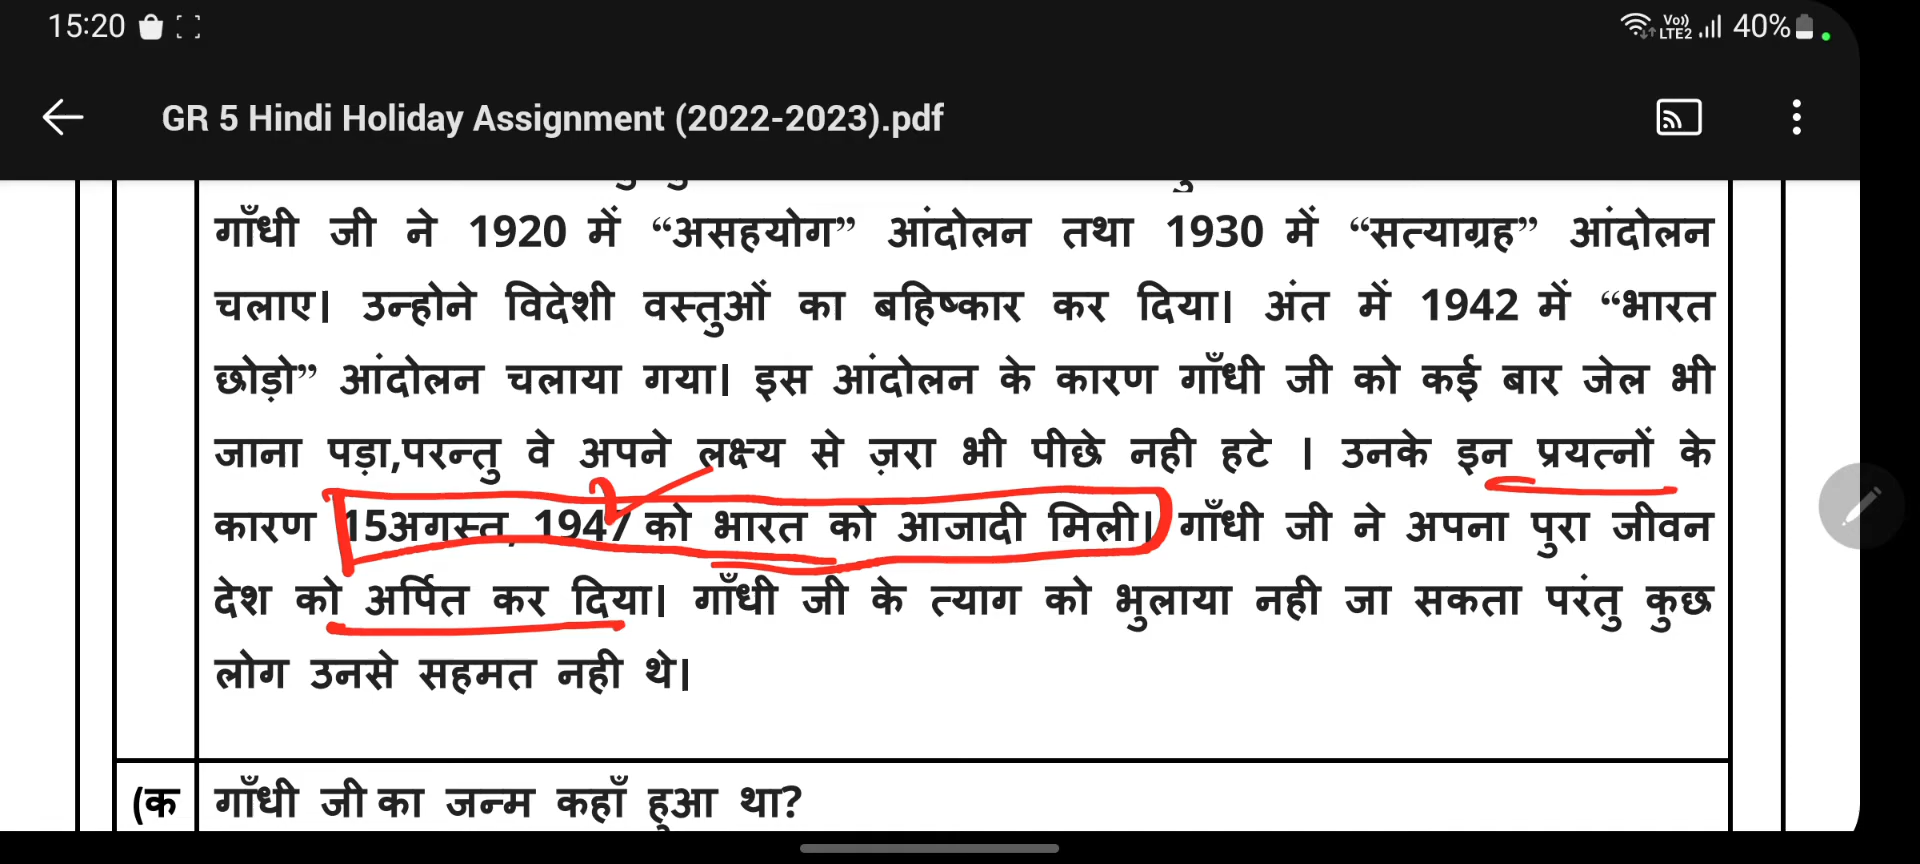 15:20 Vo)) LTE2 40%
GR 5 Hindi Holiday Assignment (2022-2023).pdf
गाँधी जी ने 1920 में “असहयोग” आंदोलन तथा 1930 में “सत्याग्रह” आंदोलन
चलाए। उन्होने विदेशी वस्तुओं का बहिष्कार कर दिया। अंत में 1942 में “भारत
छोड़ो” आंदोलन चलाया गया। इस आंदोलन के कारण गाँधी जी को कई बार जेल भी
जाना पड़ा,परन्तु वे अपने लक्ष्य से ज़रा भी पीछे नही हटे । उनके इन प्रयत्नों के
कारण 15अगस्त, 1947 को भारत को आजादी मिली। गाँधी जी ने अपना पुरा जीवन
देश को अर्पित कर दिया। गाँधी जी के त्याग को भुलाया नही जा सकता परंतु कुछ
लोग उनसे सहमत नही थे।
(क गाँधी जी का जन्म कहाँ हुआ था?